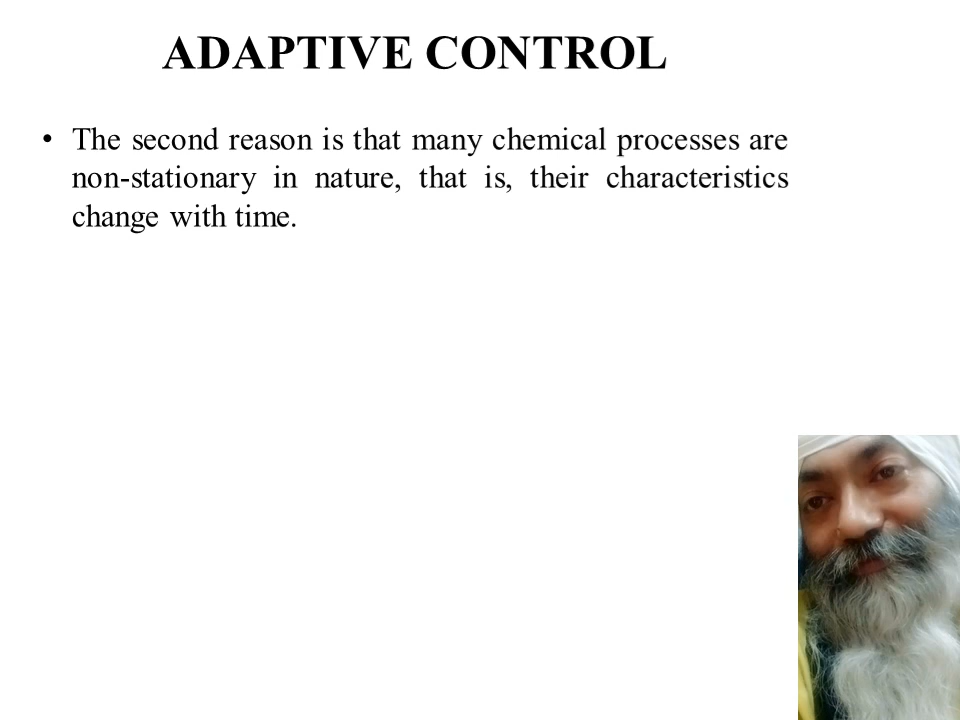 ADAPTIVE CONTROL
• The second reason is that many chemical processes are
non-stationary in nature, that is, their characteristics
change with time.